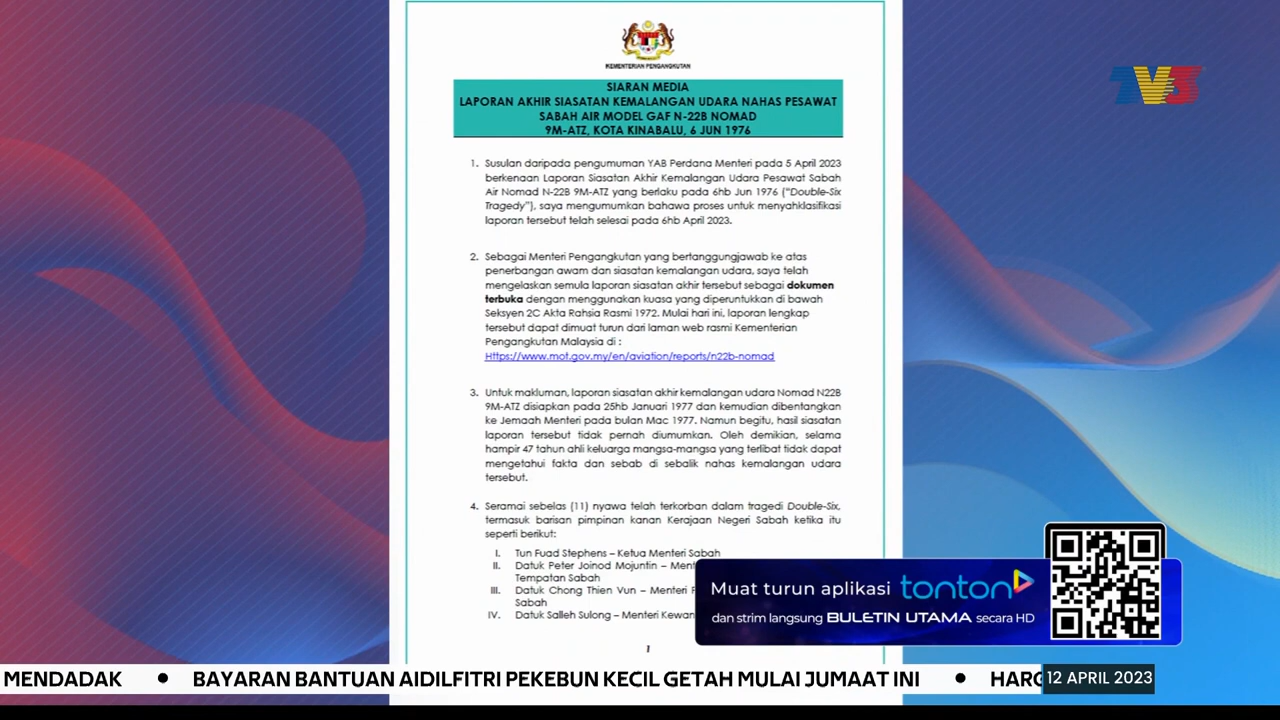 KEMENTERIAN PENGANGKUTAN
SIARAN MEDIA
LAPORAN AKHIR SIASATAN KEMALANGAN UDARA NAHAS PESAWAT
SABAH AIR MODEL GAF N-22B NOMAD
9M-ATZ, KOTA KINABALU, 6 JUN 1976
TV3
1. Susulan daripada pengumuman YAB Perdana Menteri pada 5 April 2023
berkenaan Laporan Siasatan Akhir Kemalangan Udara Pesawat Sabah
Air Nomad N-22B 9M-ATZ yang berlaku pada 6hb Jun 1976 ("Double-Six
Tragedy"), saya mengumumkan bahawa proses untuk menyahklasifikasi
laporan tersebut telah selesai pada 6hb April 2023.
2. Sebagai Menteri Pengangkutan yang bertanggungjawab ke atas
penerbangan awam dan siasatan kemalangan udara, saya telah
mengelaskan semula laporan siasatan akhir tersebut sebagai dokumen
terbuka dengan menggunakan kuasa yang diperuntukkan di bawah
Seksyen 2C Akta Rahsia Rasmi 1972. Mulai hari ini, laporan lengkap
tersebut dapat dimuat turun dari laman web rasmi Kementerian
Pengangkutan Malaysia di :
Https://www.mot.gov.my/en/aviation/reports/n22b-nomad
3. Untuk makluman, laporan siasatan akhir kemalangan udara Nomad N22B
9M-ATZ disiapkan pada 25hb Januari 1977 dan kemudian dibentangkan
ke Jemaah Menteri pada bulan Mac 1977. Namun begitu, hasil siasatan
laporan tersebut tidak pernah diumumkan. Oleh demikian, selama
hampir 47 tahun ahli keluarga mangsa-mangsa yang terlibat tidak dapat
mengetahui fakta dan sebab di sebalik nahas kemalangan udara
tersebut.
4. Seramai sebelas (11) nyawa telah terkorban dalam tragedi Double-Six,
termasuk barisan pimpinan kanan Kerajaan Negeri Sabah ketika itu
seperti berikut:
I. Tun Fuad Stephens – Ketua Menteri Sabah
II. Datuk Peter Joinod Mojuntin – Ment
Tempatan Sabah
III. Datuk Chong Thien Vun – Menteri
Sabah
IV. Datuk Salleh Sulong – Menteri Kewan
1
Muat turun aplikasi tonton
dan strim langsung BULETIN UTAMA secara HD
MENDADAK • BAYARAN BANTUAN AIDILFITRI PEKEBUN KECIL GETAH MULAI JUMAAT INI • HARG
12 APRIL 2023